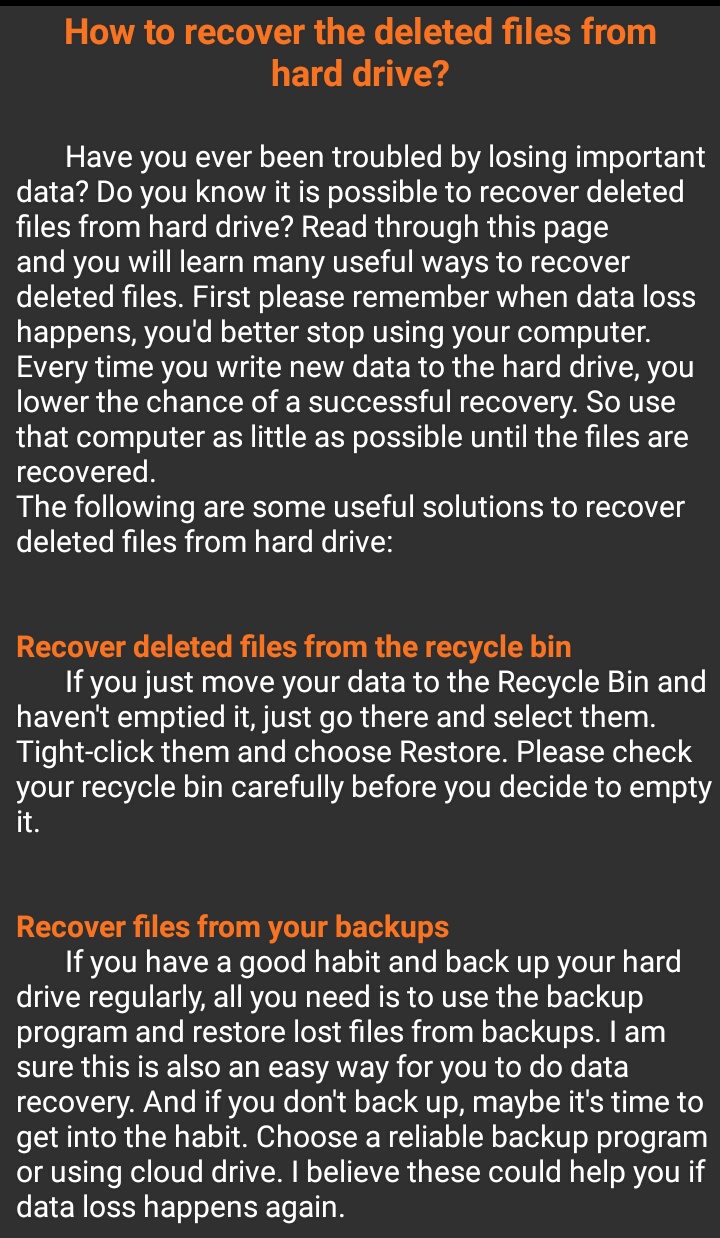 How to recover the deleted files from
hard drive?
Have you ever been troubled by losing important
data? Do you know it is possible to recover deleted
files from hard drive? Read through this page
and you will learn many useful ways to recover
deleted files. First please remember when data loss
happens, you'd better stop using your computer.
Every time you write new data to the hard drive, you
lower the chance of a successful recovery. So use
that computer as little as possible until the files are
recovered.
The following are some useful solutions to recover
deleted files from hard drive:
Recover deleted files from the recycle bin
If you just move your data to the Recycle Bin and
haven't emptied it, just go there and select them.
Tight-click them and choose Restore. Please check
your recycle bin carefully before you decide to empty
it.
Recover files from your backups
If you have a good habit and back up your hard
drive regularly, all you need is to use the backup
program and restore lost files from backups. I am
sure this is also an easy way for you to do data
recovery. And if you don't back up, maybe it's time to
get into the habit. Choose a reliable backup program
or using cloud drive. I believe these could help you if
data loss happens again.